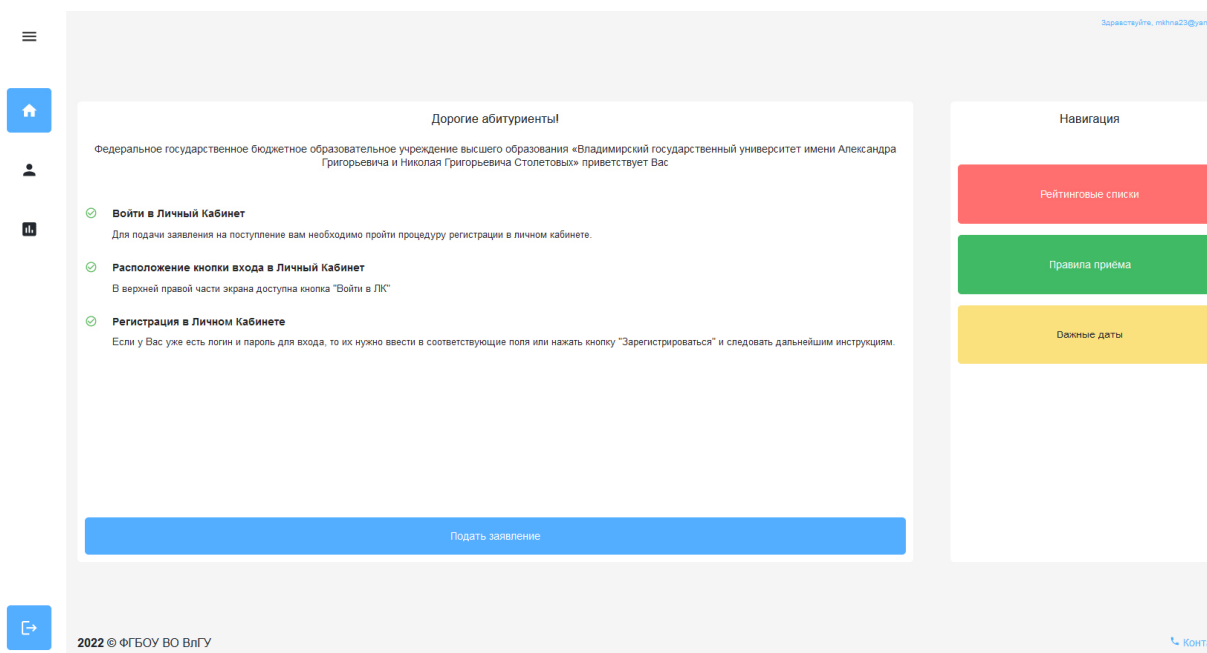 Здравствуйте, mkhna23@yan
Дорогие абитуриенты!
Федеральное государственное бюджетное образовательное учреждение высшего образования «Владимирский государственный университет имени Александра
Григорьевича и Николая Григорьевича Столетовых» приветствует Вас
Войти в Личный Кабинет
Для подачи заявления на поступление вам необходимо пройти процедуру регистрации в личном кабинете.
Расположение кнопки входа в Личный Кабинет
В верхней правой части экрана доступна кнопка "Войти в ЛК"
Регистрация в Личном Кабинете
Если у Вас уже есть логин и пароль для входа, то их нужно ввести в соответствующие поля или нажать кнопку "Зарегистрироваться" и следовать дальнейшим инструкциям.
Подать заявление
Навигация
Рейтинговые списки
Правила приёма
Dажные даты
2022 © ФГБОУ ВО ВлГУ
Конта